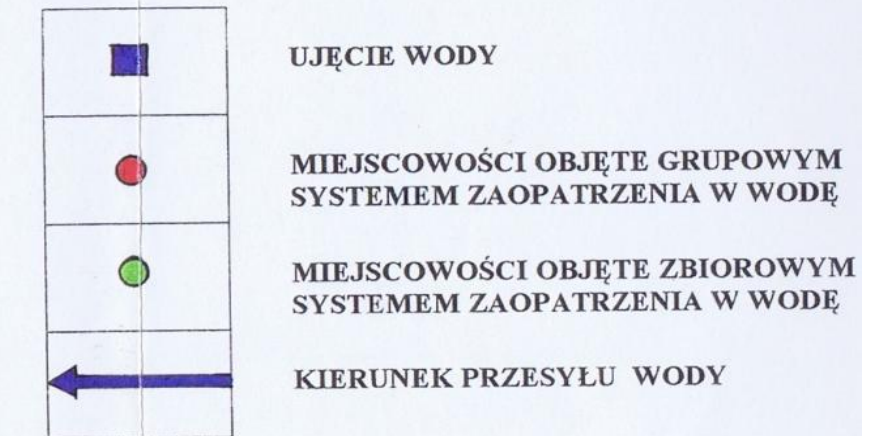 UJĘCIE WODY
MIEJSCOWOŚCI OBJĘTE GRUPOWYM
SYSTEMEM ZAOPATRZENIA W WODĘ
MIEJSCOWOŚCI OBJĘTE ZBIOROWYM
SYSTEMEM ZAOPATRZENIA W WODĘ
KIERUNEK PRZESYŁU WODY